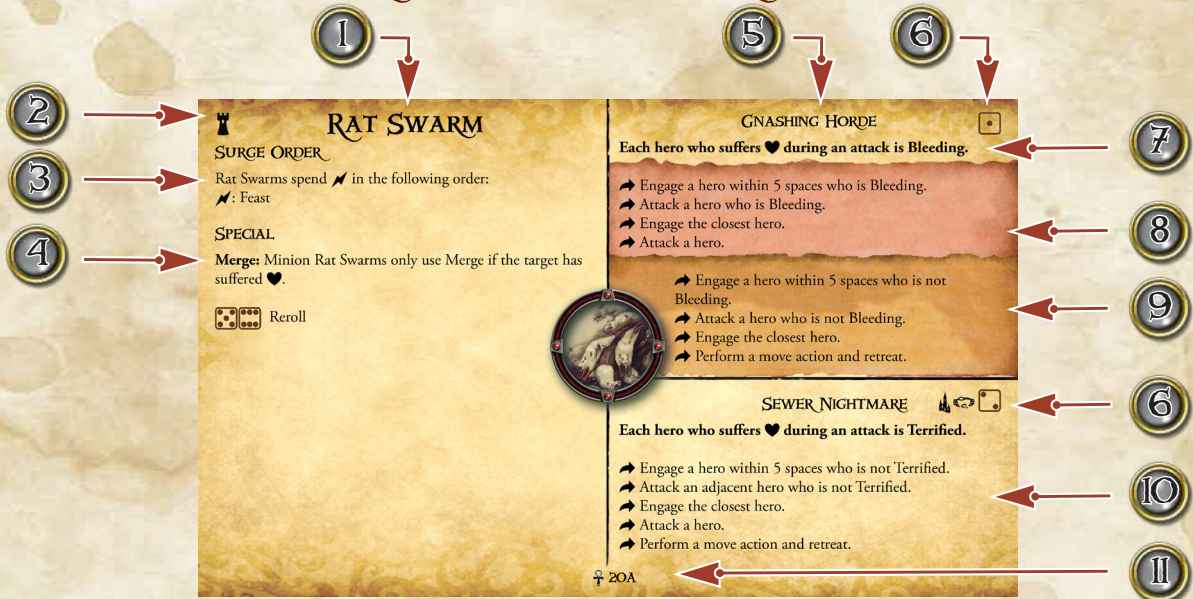 1
5
6
2
3
4
RAT SWARM
SURGE ORDER
Rat Swarms spend in the following order:
: Feast
SPECIAL
Merge: Minion Rat Swarms only use Merge if the target has
suffered .
Reroll
GNASHING HORDE
Each hero who suffers during an attack is Bleeding.
Engage a hero within 5 spaces who is Bleeding.
Attack a hero who is Bleeding.
Engage the closest hero.
Attack a hero.
Engage a hero within 5 spaces who is not
Bleeding.
Attack a hero who is not Bleeding.
Engage the closest hero.
Perform a move action and retreat.
SEWER NIGHTMARE
Each hero who suffers during an attack is Terrified.
Engage a hero within 5 spaces who is not Terrified.
Attack an adjacent hero who is not Terrified.
Engage the closest hero.
Attack a hero.
Perform a move action and retreat.
20A
7
8
9
6
10
11